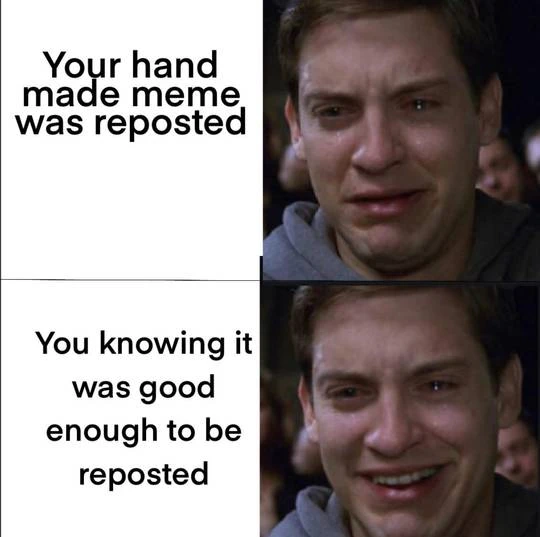 Your hand
made meme
was reposted
You knowing it
was good
enough to be
reposted